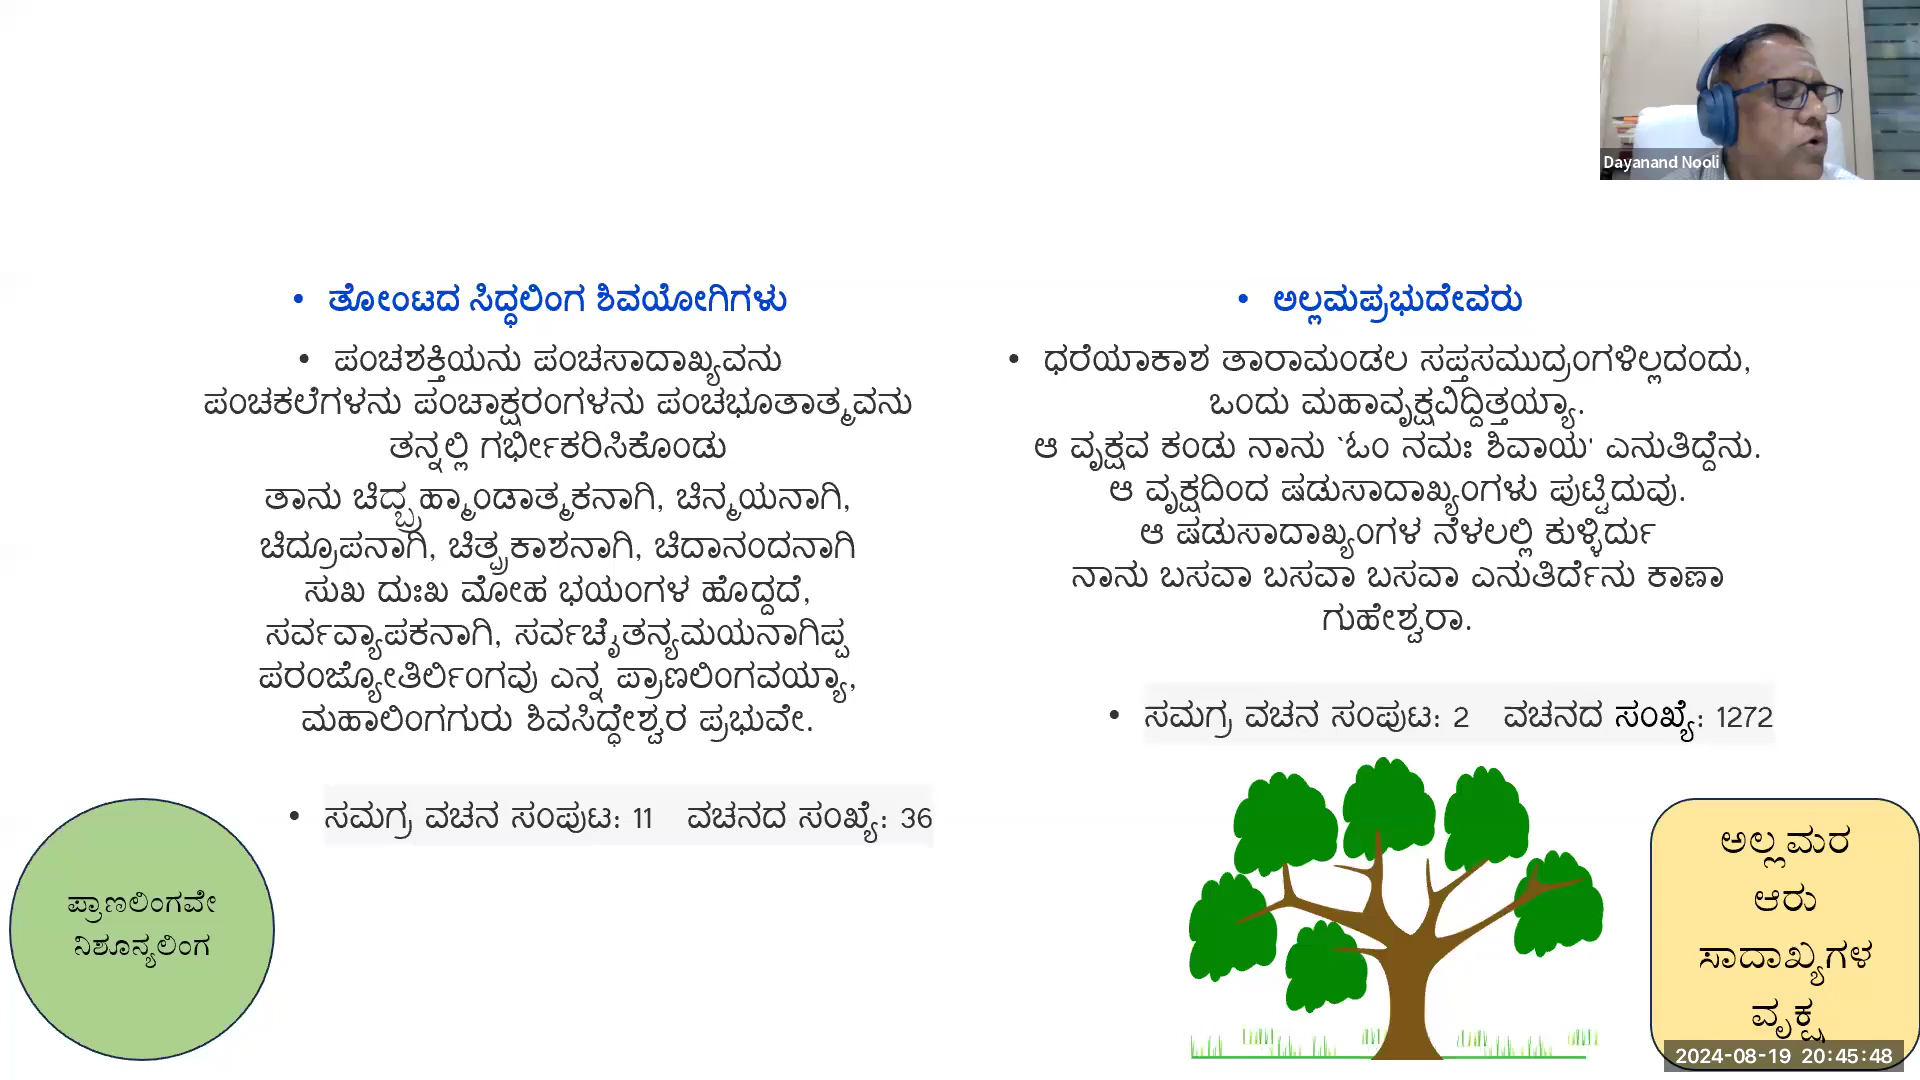 Dayanand Nooli
• ತೋಂಟದ ಸಿದ್ಧಲಿಂಗ ಶಿವಯೋಗಿಗಳು
• ಪಂಚಶಕ್ತಿಯನು ಪಂಚಸಾದಾಖ್ಯವನು
ಪಂಚಕಲೆಗಳನು ಪಂಚಾಕ್ಷರಂಗಳನು ಪಂಚಭೂತಾತ್ಮವನು
ತನ್ನಲ್ಲಿ ಗರ್ಭೀಕರಿಸಿಕೊಂಡು
ತಾನು ಚಿದ್ಬ್ರಹ್ಮಾಂಡಾತ್ಮಕನಾಗಿ, ಚಿನ್ಮಯನಾಗಿ,
ಚಿದ್ರೂಪನಾಗಿ, ಚಿತ್ಪ್ರಕಾಶನಾಗಿ, ಚಿದಾನಂದನಾಗಿ
ಸುಖ ದುಃಖ ಮೋಹ ಭಯಂಗಳ ಹೊದ್ದದೆ,
ಸರ್ವವ್ಯಾಪಕನಾಗಿ, ಸರ್ವಚೈತನ್ಯಮಯನಾಗಿಪ್ಪ
ಪರಂಜ್ಯೋತಿರ್ಲಿಂಗವು ಎನ್ನ ಪ್ರಾಣಲಿಂಗವಯ್ಯಾ,
ಮಹಾಲಿಂಗಗುರು ಶಿವಸಿದ್ಧೇಶ್ವರ ಪ್ರಭುವೇ.
• ಸಮಗ್ರ ವಚನ ಸಂಪುಟ: 11 ವಚನದ ಸಂಖ್ಯೆ: 36
ಪ್ರಾಣಲಿಂಗವೇ
ನಿಶೂನ್ಯಲಿಂಗ
• ಅಲ್ಲಮಪ್ರಭುದೇವರು
• ಧರೆಯಾಕಾಶ ತಾರಾಮಂಡಲ ಸಪ್ತಸಮುದ್ರಂಗಳಿಲ್ಲದಂದು,
ಒಂದು ಮಹಾವೃಕ್ಷವಿದ್ದಿತ್ತಯ್ಯಾ.
ಆ ವೃಕ್ಷವ ಕಂಡು ನಾನು `ಓಂ ನಮಃ ಶಿವಾಯ' ಎನುತಿದ್ದೆನು.
ಆ ವೃಕ್ಷದಿಂದ ಷಡುಸಾದಾಖ್ಯಂಗಳು ಪುಟ್ಟಿದುವು.
ಆ ಷಡುಸಾದಾಖ್ಯಂಗಳ ನೆಳಲಲ್ಲಿ ಕುಳ್ಳಿರ್ದು
ನಾನು ಬಸವಾ ಬಸವಾ ಬಸವಾ ಎನುತಿರ್ದೆನು ಕಾಣಾ
ಗುಹೇಶ್ವರಾ.
• ಸಮಗ್ರ ವಚನ ಸಂಪುಟ: 2 ವಚನದ ಸಂಖ್ಯೆ: 1272
ಅಲ್ಲಮರ
ಆರು
ಸಾದಾಖ್ಯಗಳ
ವೃಕ್ಷ
2024-08-19 20:45:48